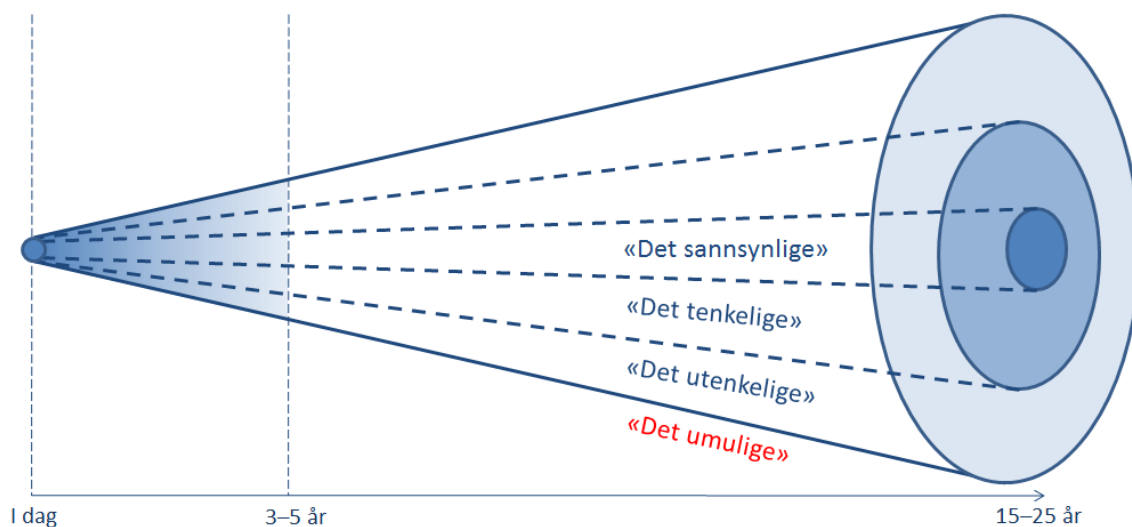 «Det sannsynlige»
«Det tenkelige»
«Det utenkelige»
«Det umulige»
I dag
3–5 år
15–25 år